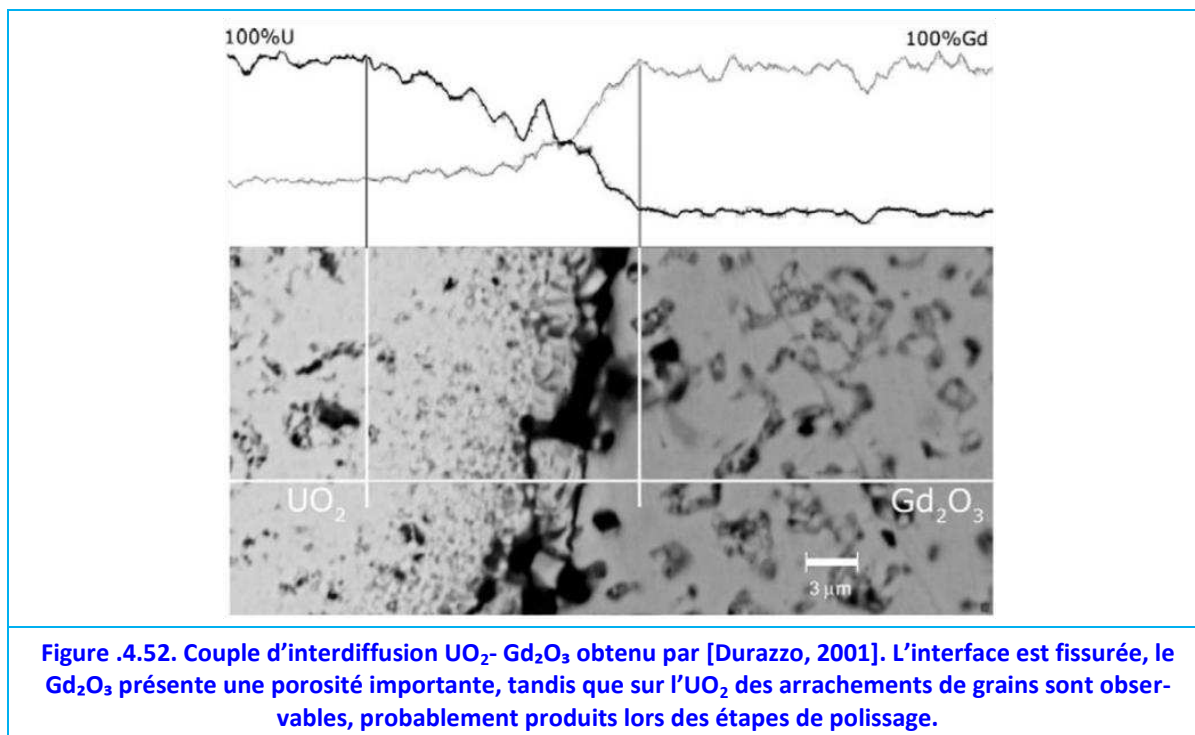 100%U 100%Gd
UO₂ Gd₂O₃
3 μm
Figure .4.52. Couple d’interdiffusion UO₂- Gd₂O₃ obtenu par [Durazzo, 2001]. L’interface est fissurée, le
Gd₂O₃ présente une porosité importante, tandis que sur l’UO₂ des arrachements de grains sont obser-
vables, probablement produits lors des étapes de polissage.